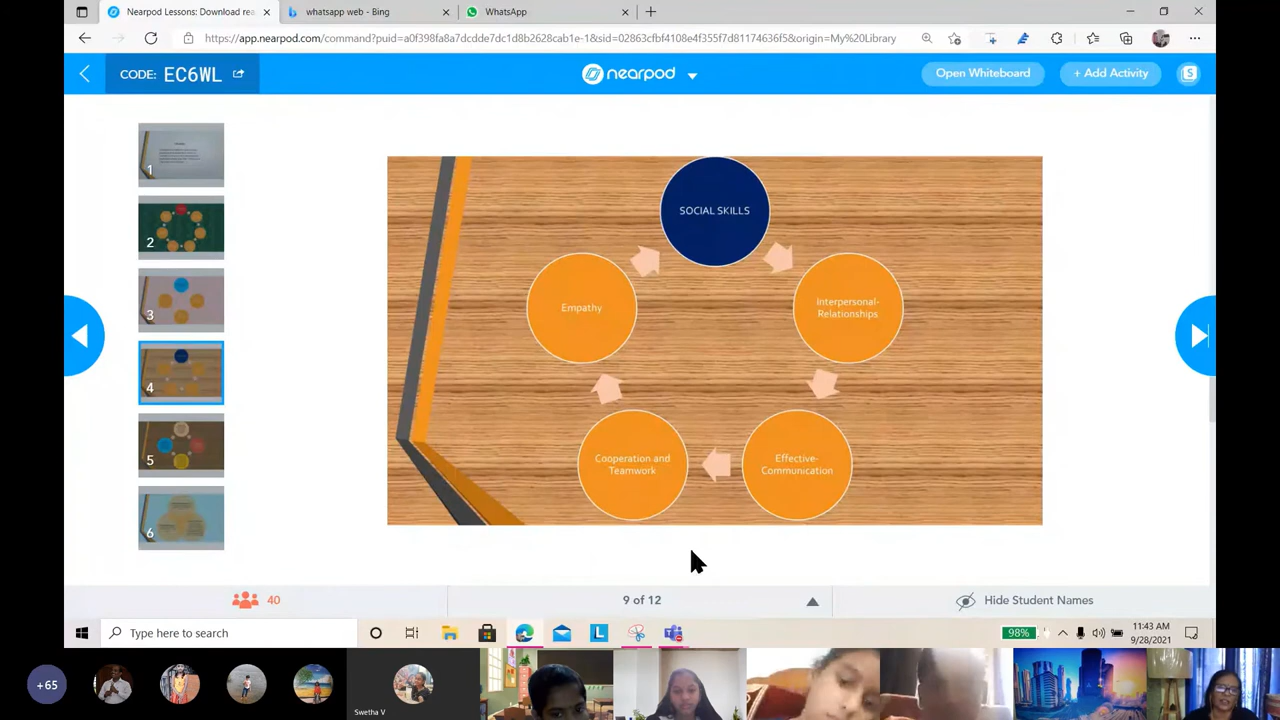 Nearpod Lessons: Download rea
whatsapp web - Bing
WhatsApp
https://app.nearpod.com/command?puid=a0f398fa8a7dcdde7dc1d8b2628cab1e-1&sid=02863cfbf4108e4f355f7d81174636f5&origin=My%20Library
CODE: EC6WL
nearpod
Open Whiteboard
+ Add Activity
S
1
2
3
4
5
6
SOCIAL SKILLS
Empathy
Interpersonal-
Relationships
Cooperation and
Teamwork
Effective-
Communication
40
9 of 12
Hide Student Names
Type here to search
L
98%
11:43 AM
9/28/2021
+65
Swetha V